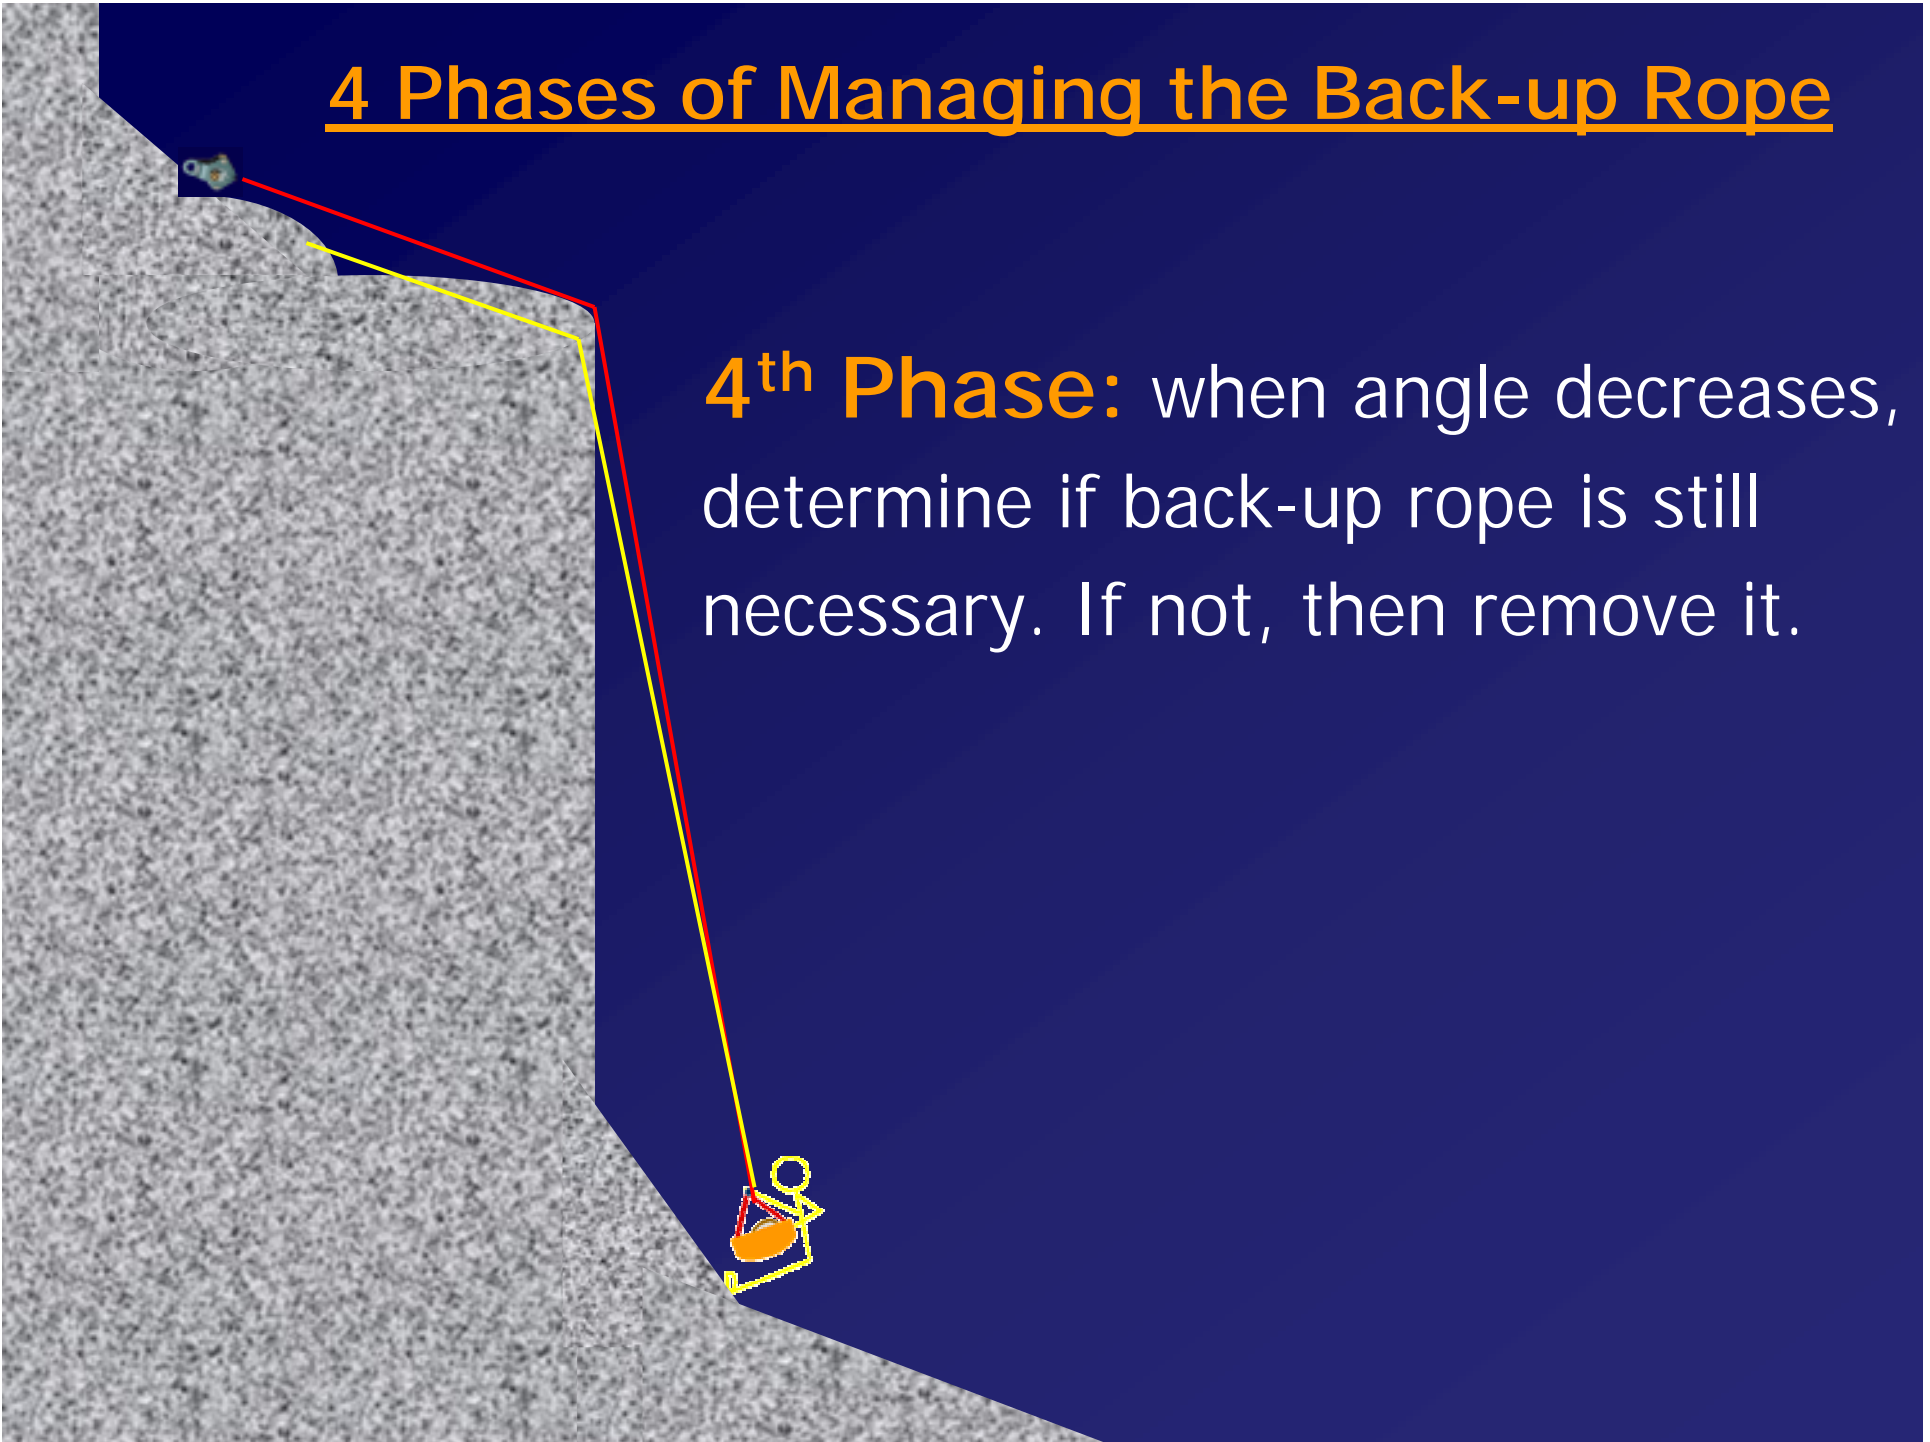 4 Phases of Managing the Back-up Rope
4th Phase: when angle decreases,
determine if back-up rope is still
necessary. If not, then remove it.